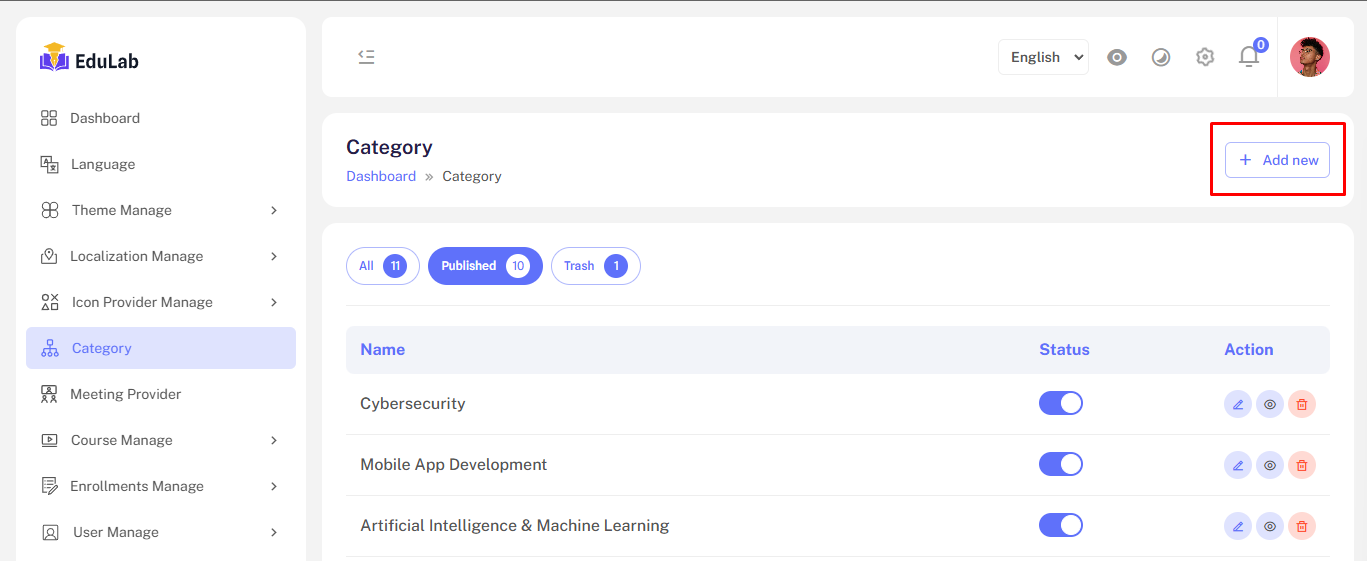 EduLab
Dashboard
Language
Theme Manage
Localization Manage
Icon Provider Manage
Category
Meeting Provider
Course Manage
Enrollments Manage
User Manage
English
0
Category
Dashboard » Category
+ Add new
All 11 Published 10 Trash 1
Name Status Action
Cybersecurity
Mobile App Development
Artificial Intelligence & Machine Learning